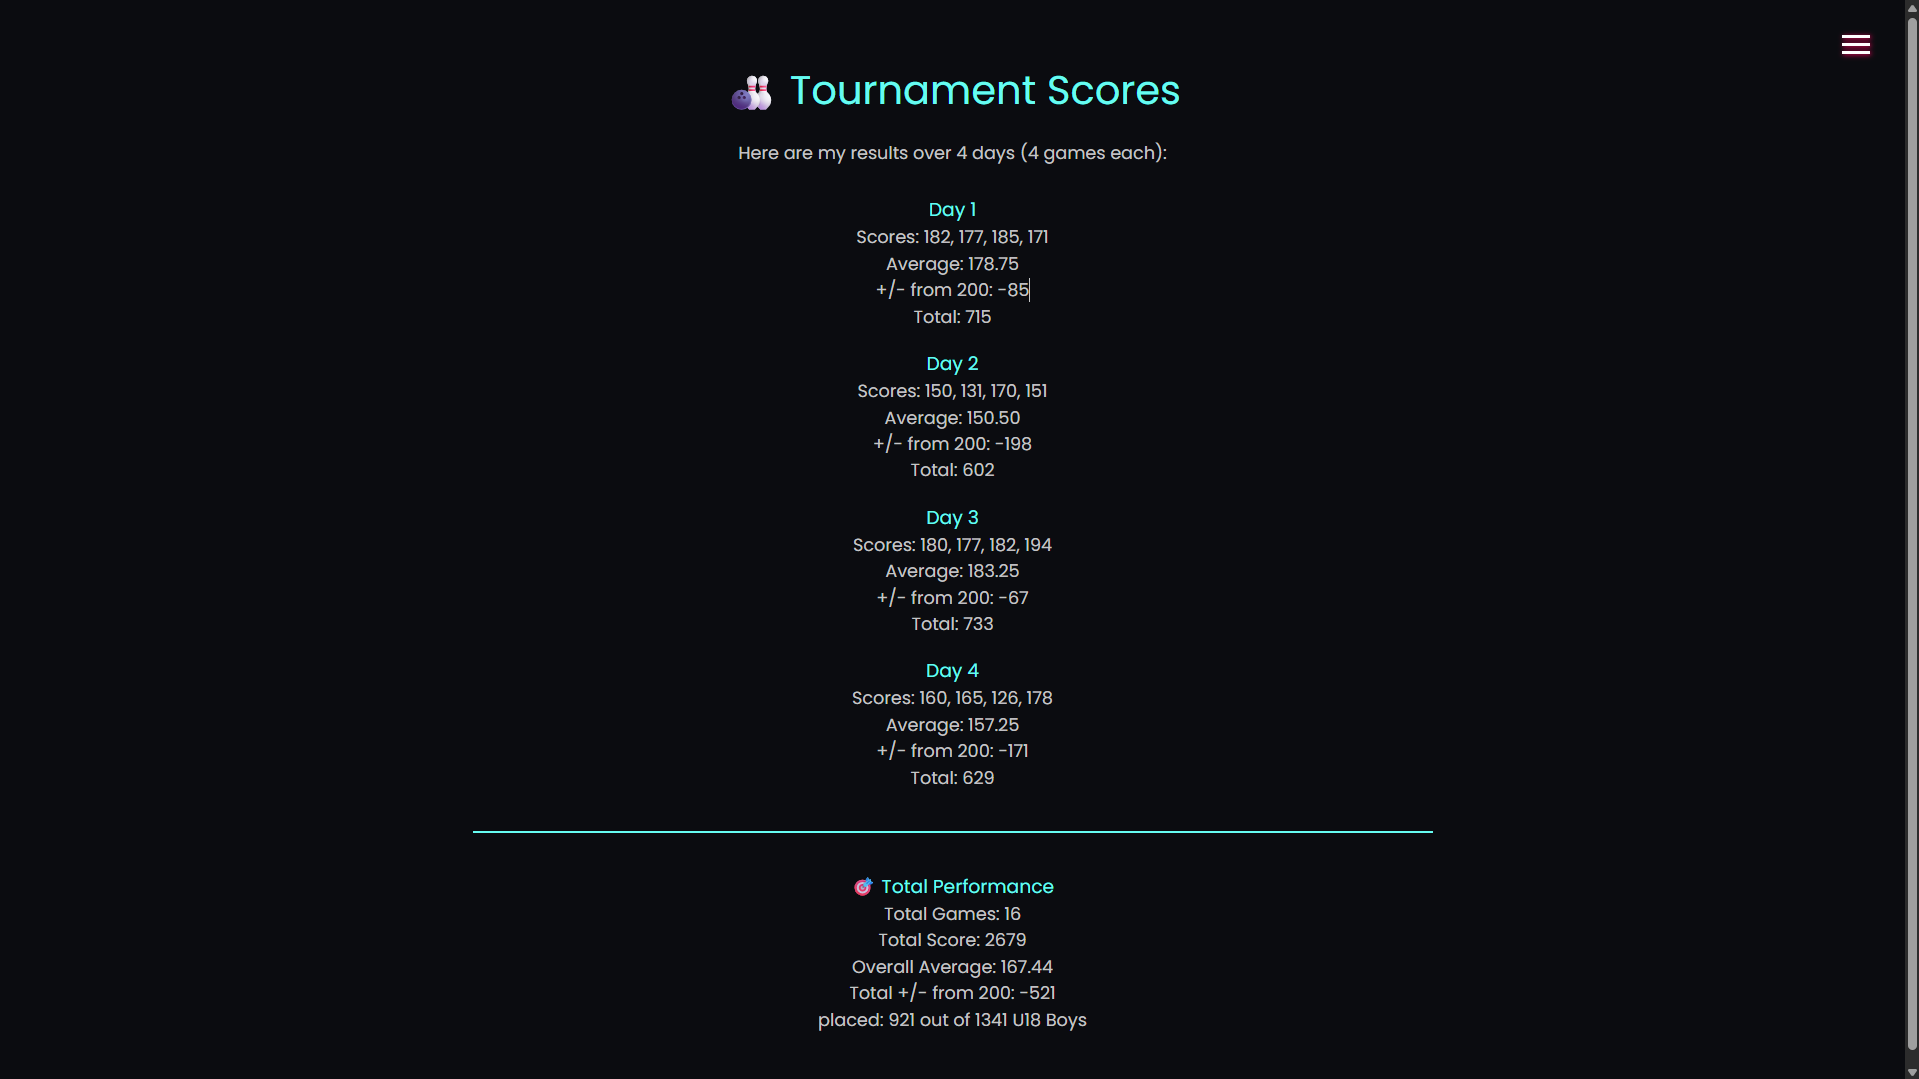 Tournament Scores
Here are my results over 4 days (4 games each):
Day 1
Scores: 182, 177, 185, 171
Average: 178.75
+/- from 200: -85
Total: 715
Day 2
Scores: 150, 131, 170, 151
Average: 150.50
+/- from 200: -198
Total: 602
Day 3
Scores: 180, 177, 182, 194
Average: 183.25
+/- from 200: -67
Total: 733
Day 4
Scores: 160, 165, 126, 178
Average: 157.25
+/- from 200: -171
Total: 629
Total Performance
Total Games: 16
Total Score: 2679
Overall Average: 167.44
Total +/- from 200: -521
placed: 921 out of 1341 U18 Boys